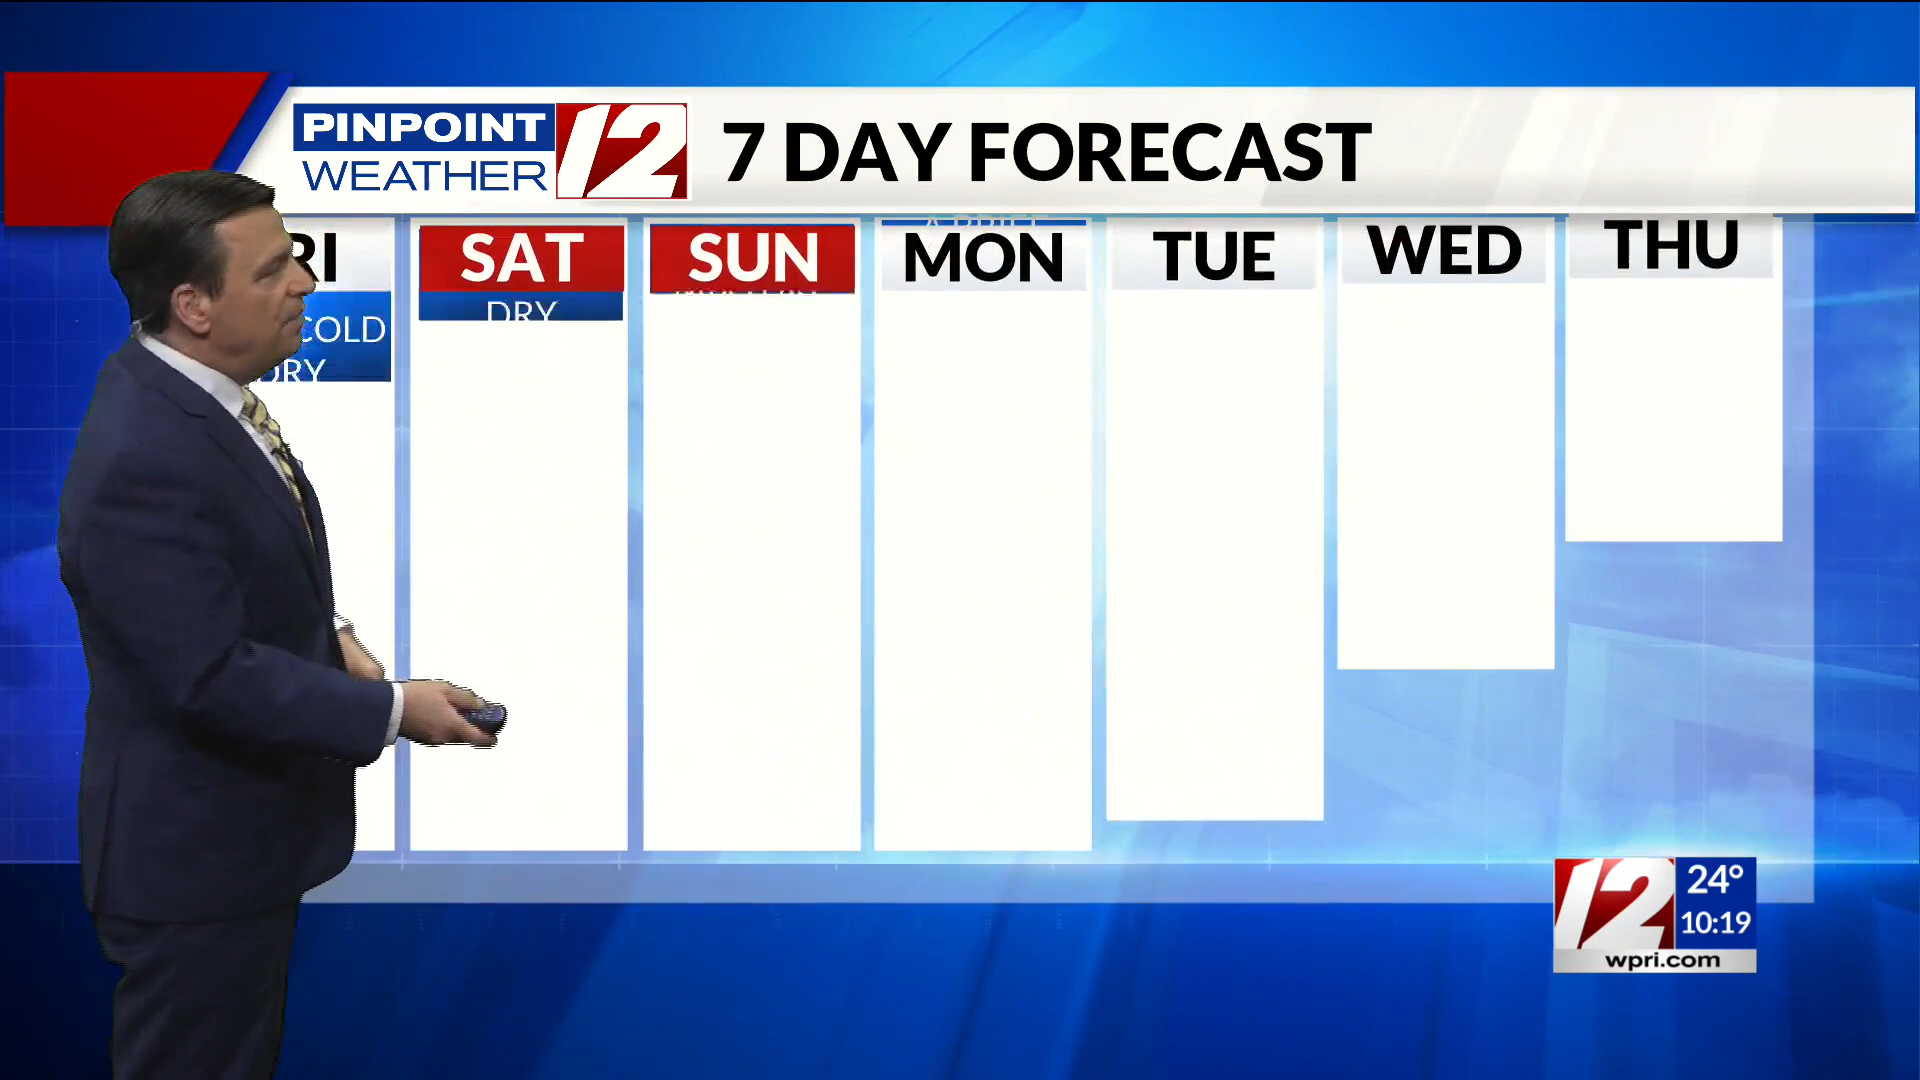 PINPOINT
WEATHER
12
7 DAY FORECAST
RI
SAT
SUN
MON
TUE
WED
THU
COLD
DRY
DRY
12
24°
10:19
wpri.com